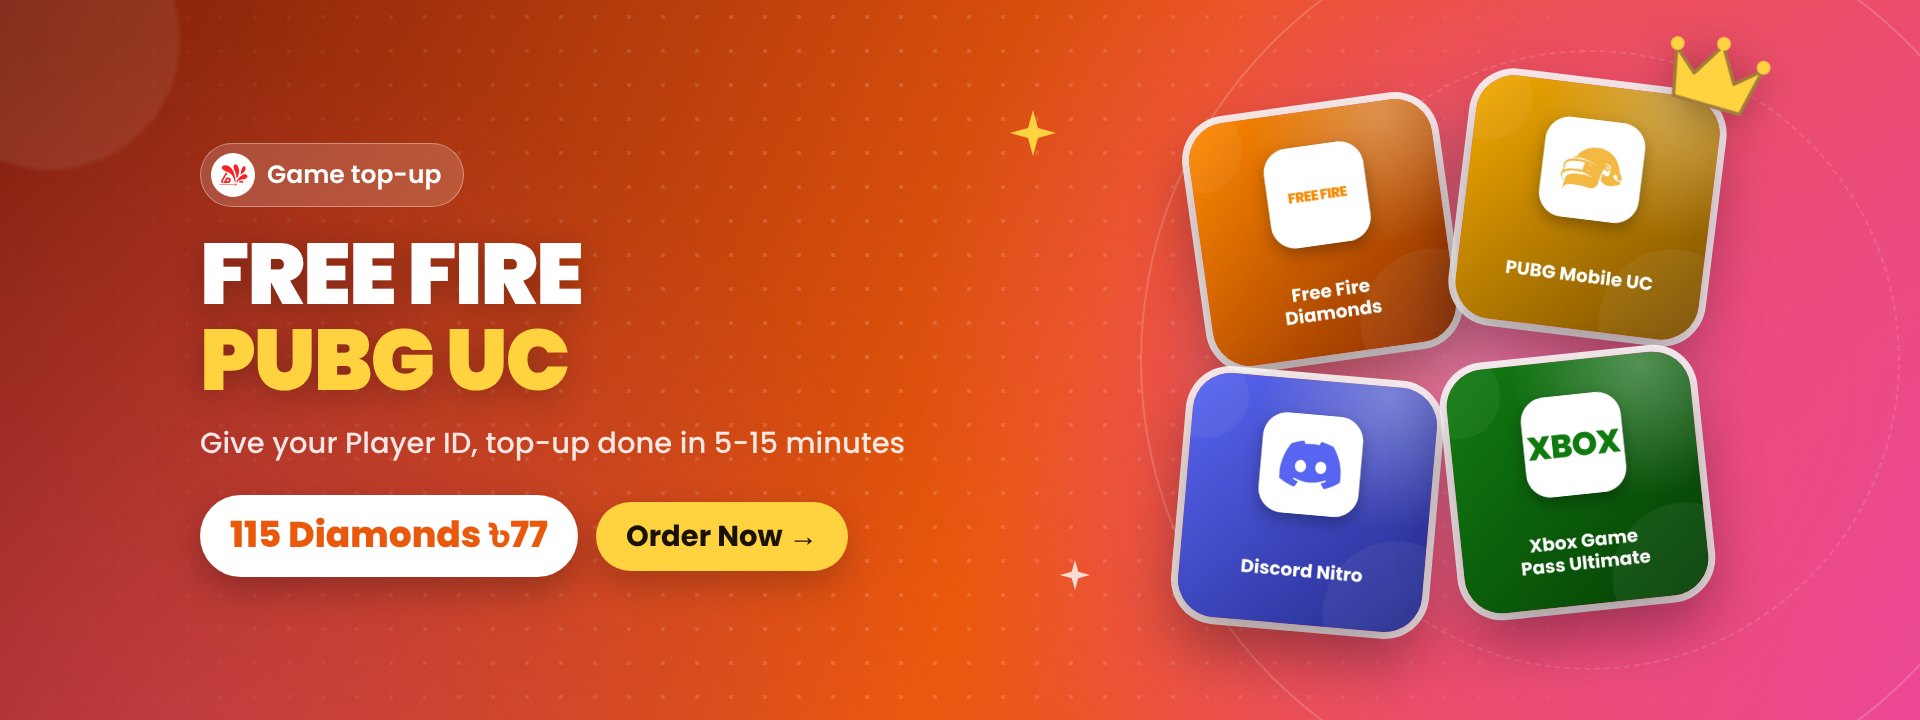 Game top-up
FREE FIRE
PUBG UC
Give your Player ID, top-up done in 5-15 minutes
115 Diamonds ৳77
Order Now →
FREE FIRE
Free Fire
Diamonds
PUBG Mobile UC
Discord Nitro
XBOX
Xbox Game
Pass Ultimate